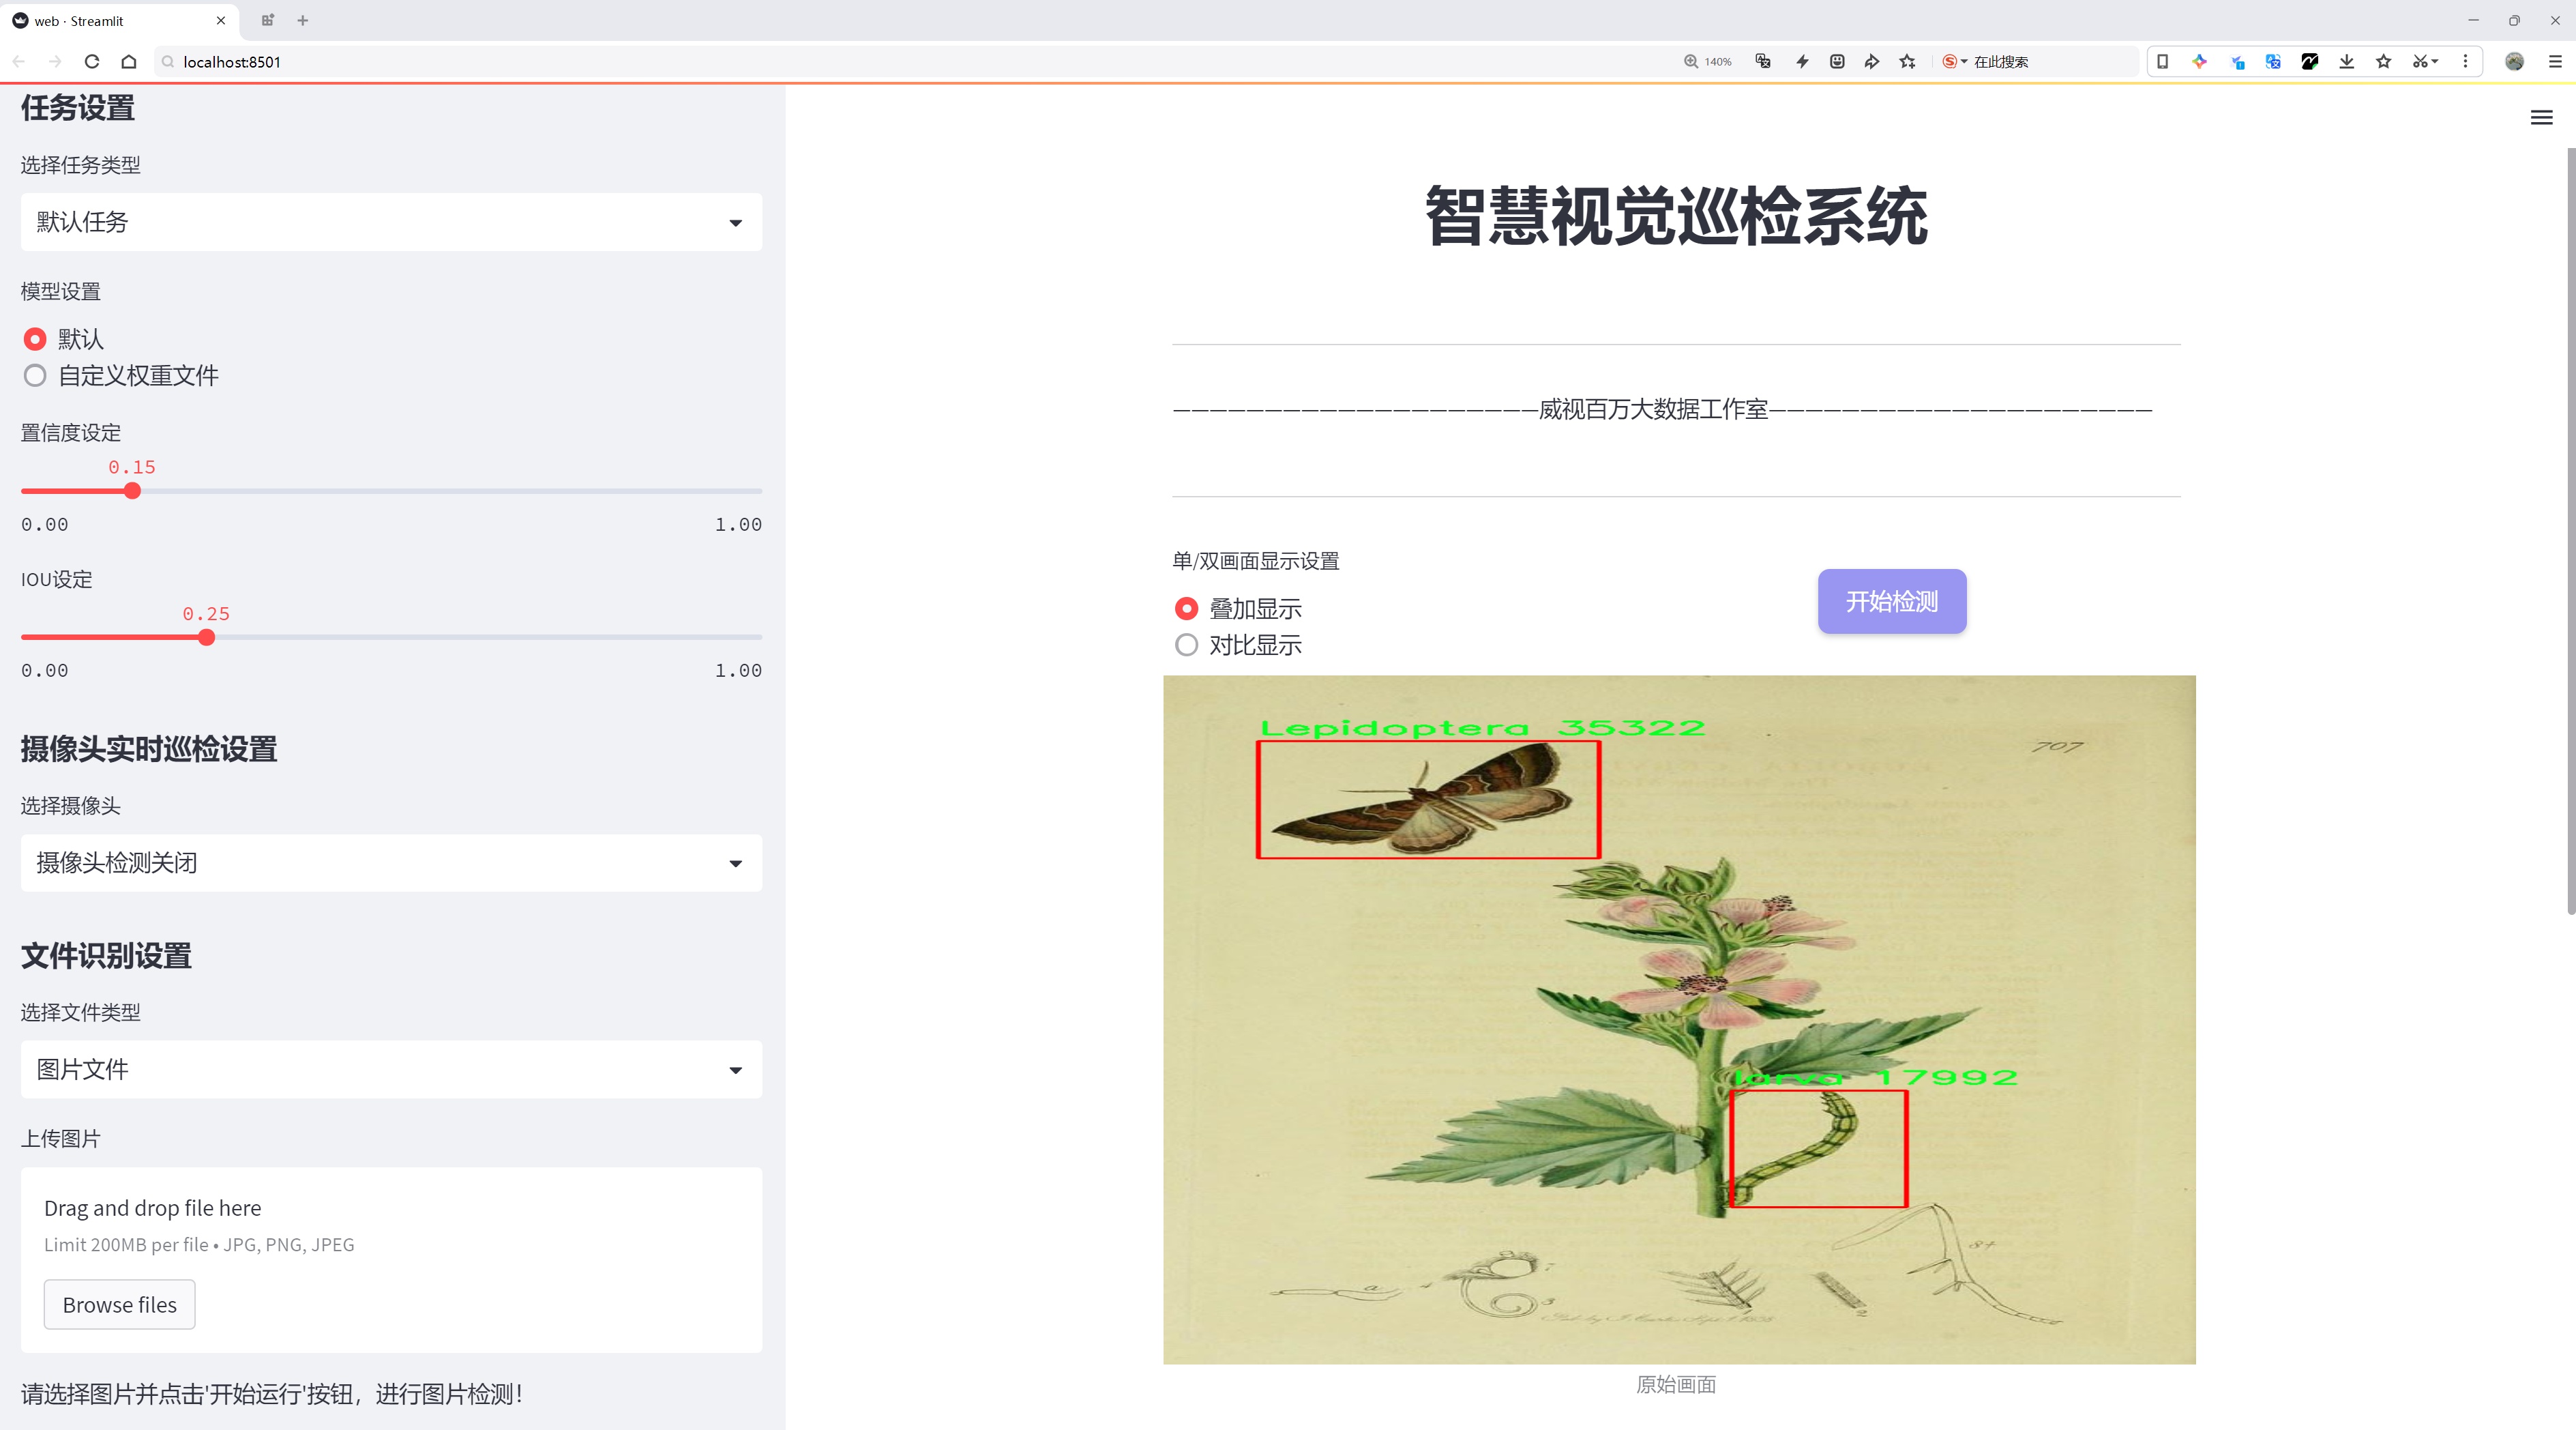 web · Streamlit
localhost:8501
140%
在此搜索
任务设置
选择任务类型
默认任务
模型设置
默认
自定义权重文件
置信度设定
0.15
0.00
1.00
IOU设定
0.25
0.00
1.00
摄像头实时巡检设置
选择摄像头
摄像头检测关闭
文件识别设置
选择文件类型
图片文件
上传图片
Drag and drop file here
Limit 200MB per file • JPG, PNG, JPEG
Browse files
请选择图片并点击'开始运行'按钮，进行图片检测！
智慧视觉巡检系统
—————————————————————威视百万大数据工作室——————————————————————
单/双画面显示设置
叠加显示
对比显示
开始检测
Lepidoptera 35322
707
larva 17992
原始画面